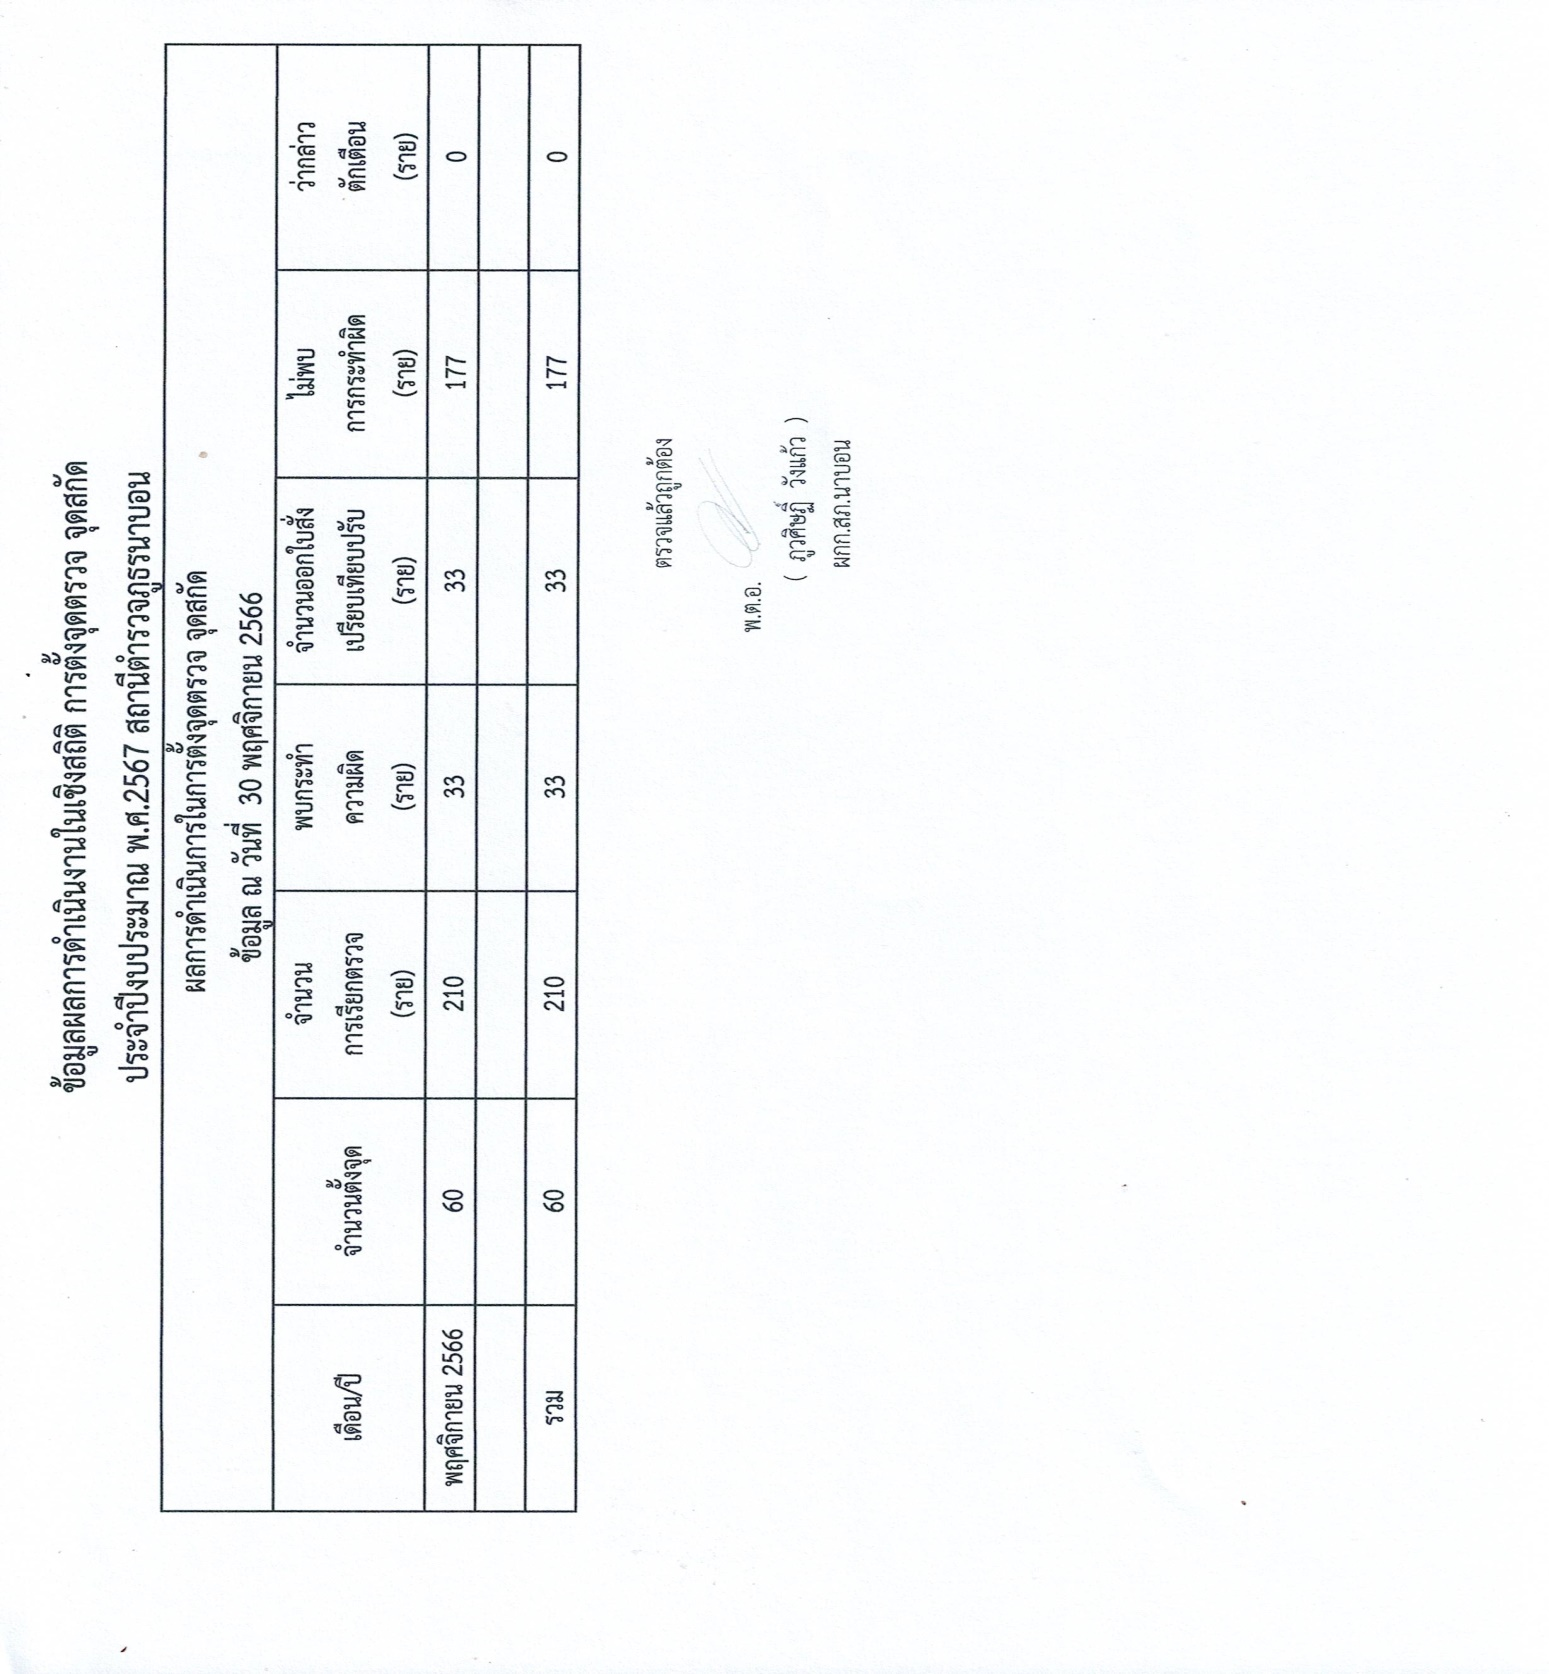 ข้อมูลผลการดำเนินงานในเชิงสถิติ การตั้งจุดตรวจ จุดสกัด
ประจำปีงบประมาณ พ.ศ.2567 สถานีตำรวจภูธรนาบอน
ผลการดำเนินการในการตั้งจุดตรวจ จุดสกัด
ข้อมูล ณ วันที่ 30 พฤศจิกายน 2566
เดือน/ปี
จำนวนตั้งจุด
จำนวน
การเรียกตรวจ
(ราย)
พบกระทำ
ความผิด
(ราย)
จำนวนออกใบสั่ง
เปรียบเทียบปรับ
(ราย)
ไม่พบ
การกระทำผิด
(ราย)
ว่ากล่าว
ตักเตือน
(ราย)
พฤศจิกายน 2566 60 210 33 33 177 0
รวม 60 210 33 33 177 0
ตรวจแล้วถูกต้อง
พ.ต.อ.
( ภูวศิษฏิ์ วังแก้ว )
ผกก.สภ.นาบอน